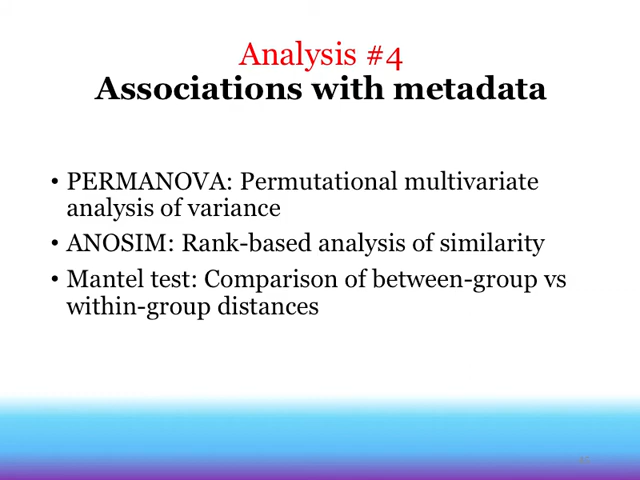 Analysis #4
Associations with metadata
• PERMANOVA: Permutational multivariate
analysis of variance
• ANOSIM: Rank-based analysis of similarity
• Mantel test: Comparison of between-group vs
within-group distances